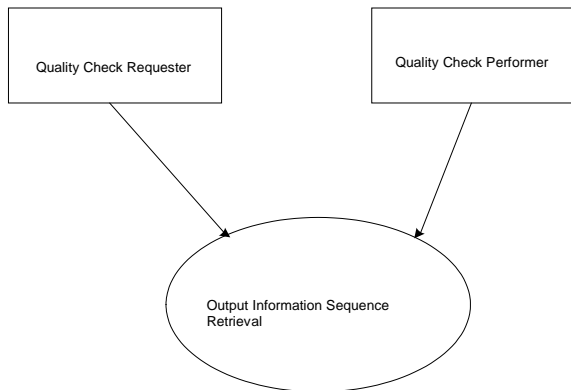 Quality Check Requester
Quality Check Performer
Output Information Sequence
Retrieval